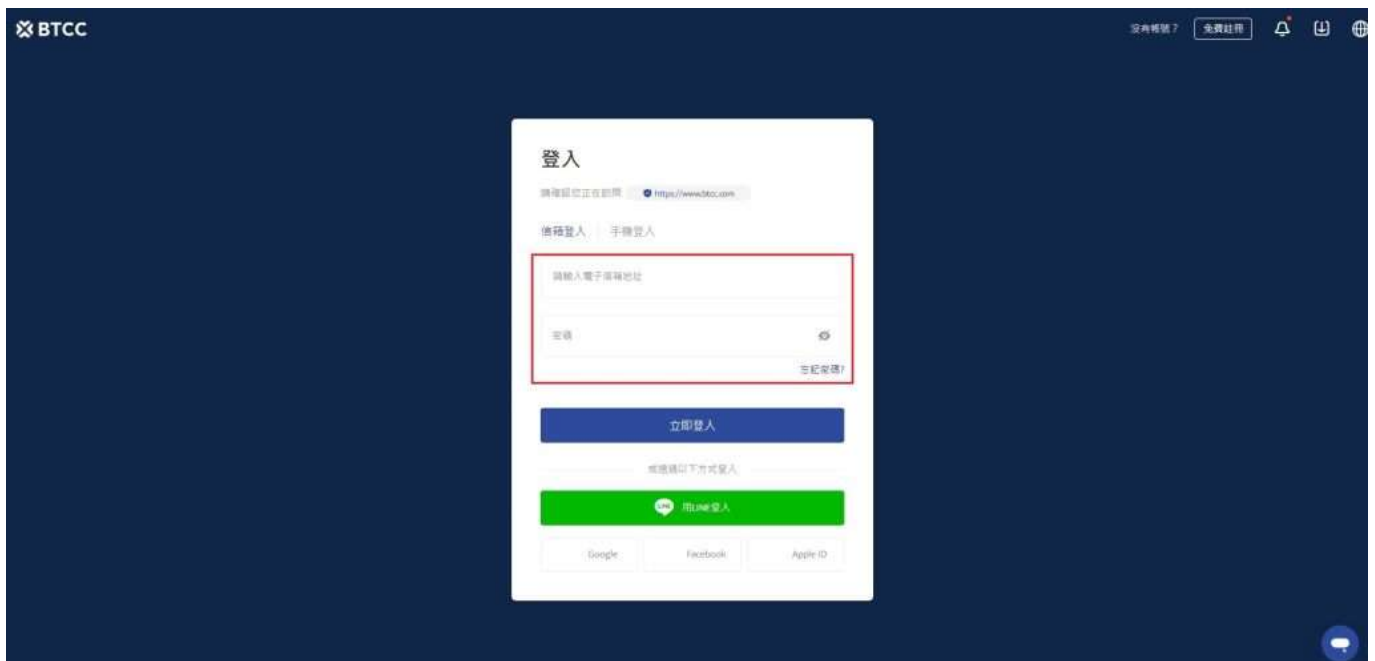 BTCC
沒有帳號？ 免費註冊
登入
請確認您正在訪問 https://www.btcc.com
信箱登入 手機登入
請輸入電子信箱地址
密碼
忘記密碼?
立即登入
或透過以下方式登入
LINE 用LINE登入
Google Facebook Apple ID